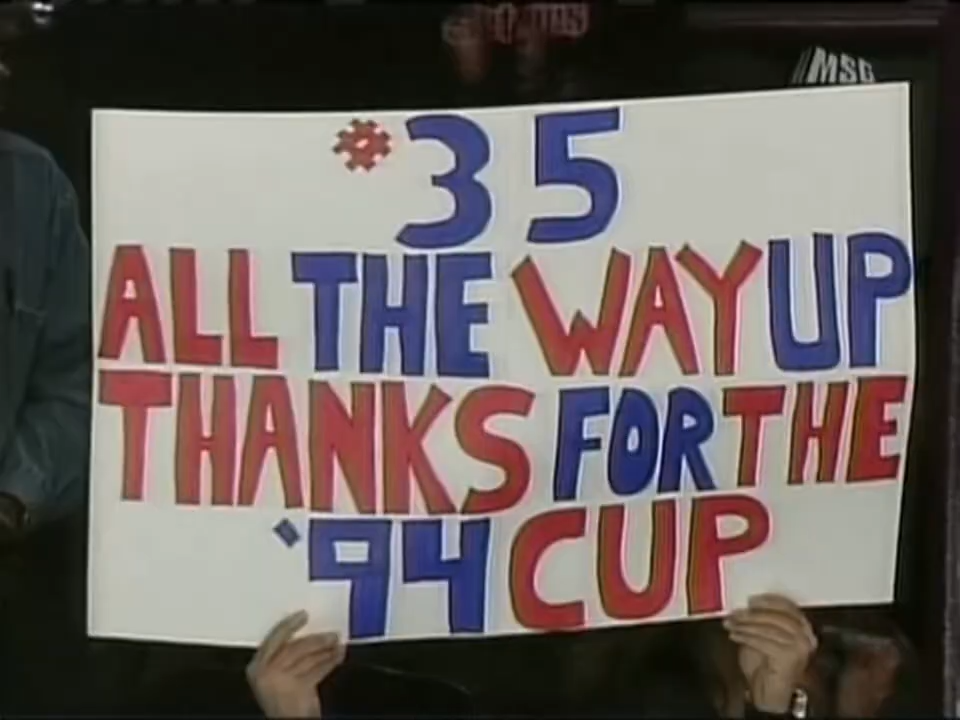 MSG
#35
ALL THE WAY UP
THANKS FOR THE
'94 CUP